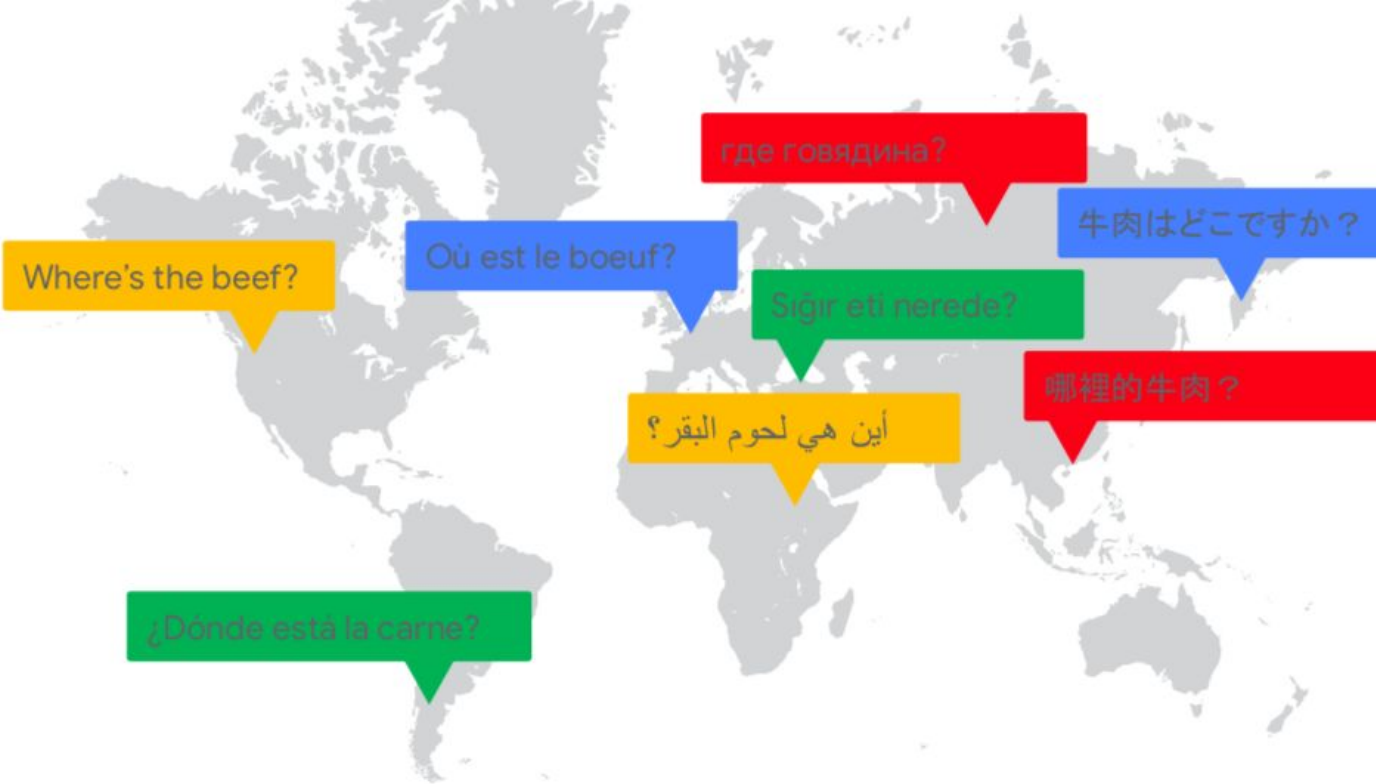 где говядина?
牛肉はどこですか？
Où est le boeuf?
Where's the beef?
Sığır eti nerede?
哪裡的牛肉？
أين هي لحوم البقر؟
¿Dónde está la carne?